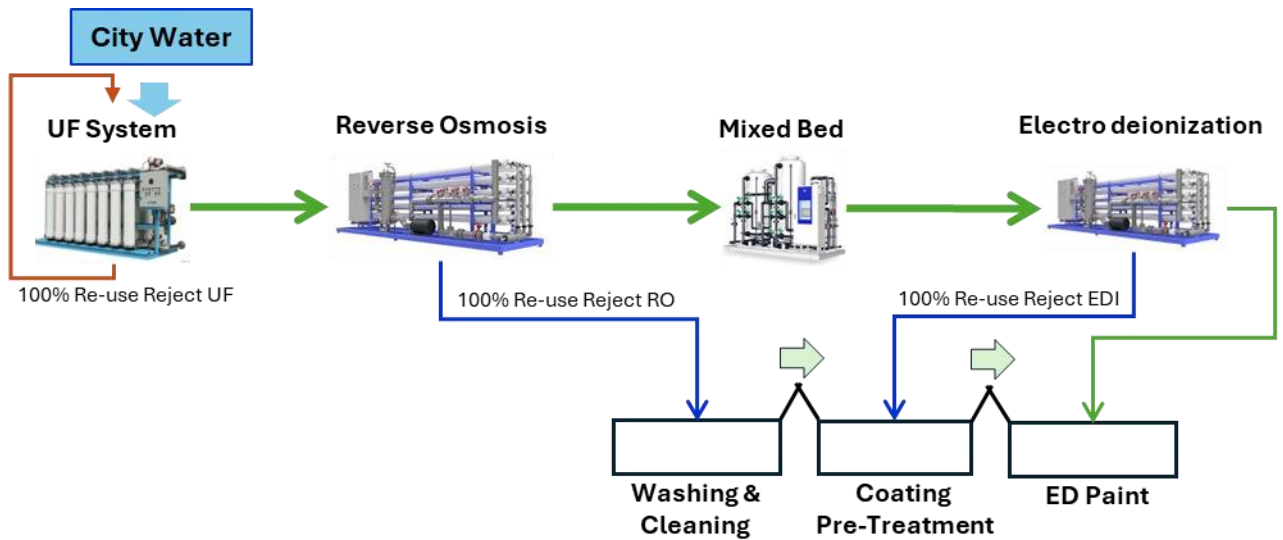 City Water
UF System
Reverse Osmosis
Mixed Bed
Electro deionization
100% Re-use Reject UF
100% Re-use Reject RO
100% Re-use Reject EDI
Washing &
Cleaning
Coating
Pre-Treatment
ED Paint